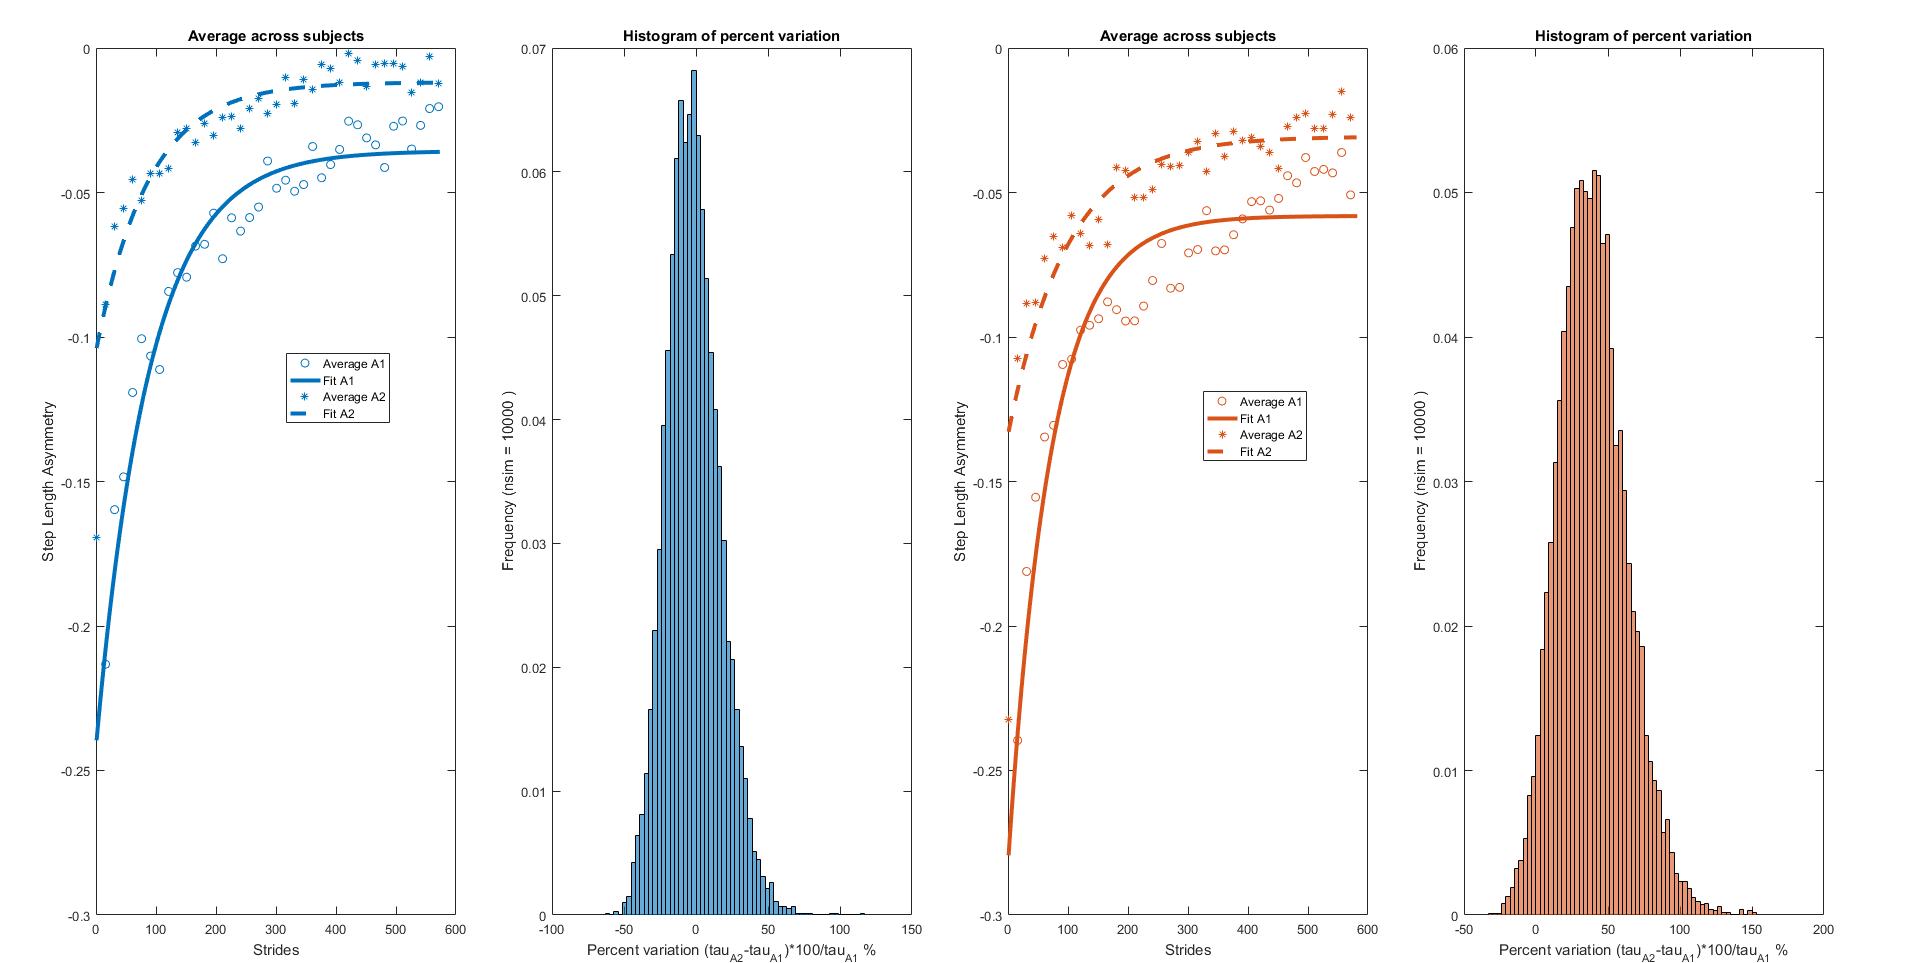 Average across subjects
0
-0.05
-0.1
-0.15
-0.2
-0.25
-0.3
Step Length Asymmetry
0 100 200 300 400 500 600
Strides
Average A1
Fit A1
Average A2
Fit A2
Histogram of percent variation
0.07
0.06
0.05
0.04
0.03
0.02
0.01
0
Frequency (nsim = 10000 )
-100 -50 0 50 100 150
Percent variation (tau_A2-tau_A1)*100/tau_A1 %
Average across subjects
0
-0.05
-0.1
-0.15
-0.2
-0.25
-0.3
Step Length Asymmetry
0 100 200 300 400 500 600
Strides
Average A1
Fit A1
Average A2
Fit A2
Histogram of percent variation
0.06
0.05
0.04
0.03
0.02
0.01
0
Frequency (nsim = 10000 )
-50 0 50 100 150 200
Percent variation (tau_A2-tau_A1)*100/tau_A1 %